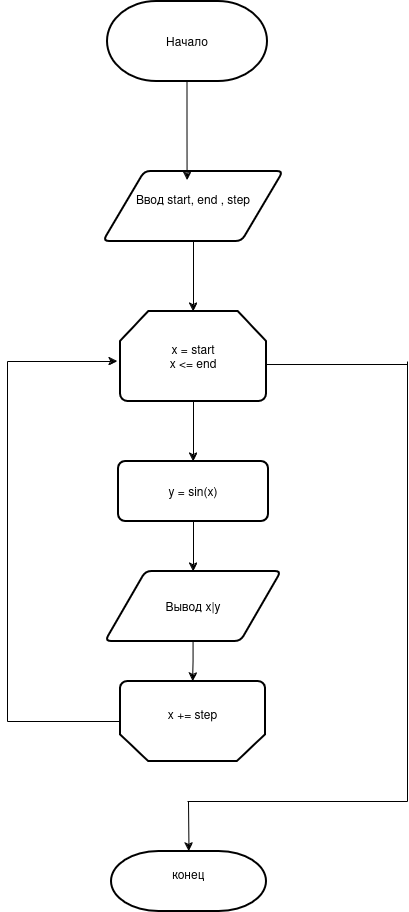 Начало
Ввод start, end , step
x = start
x <= end
y = sin(x)
Вывод x|y
x += step
конец